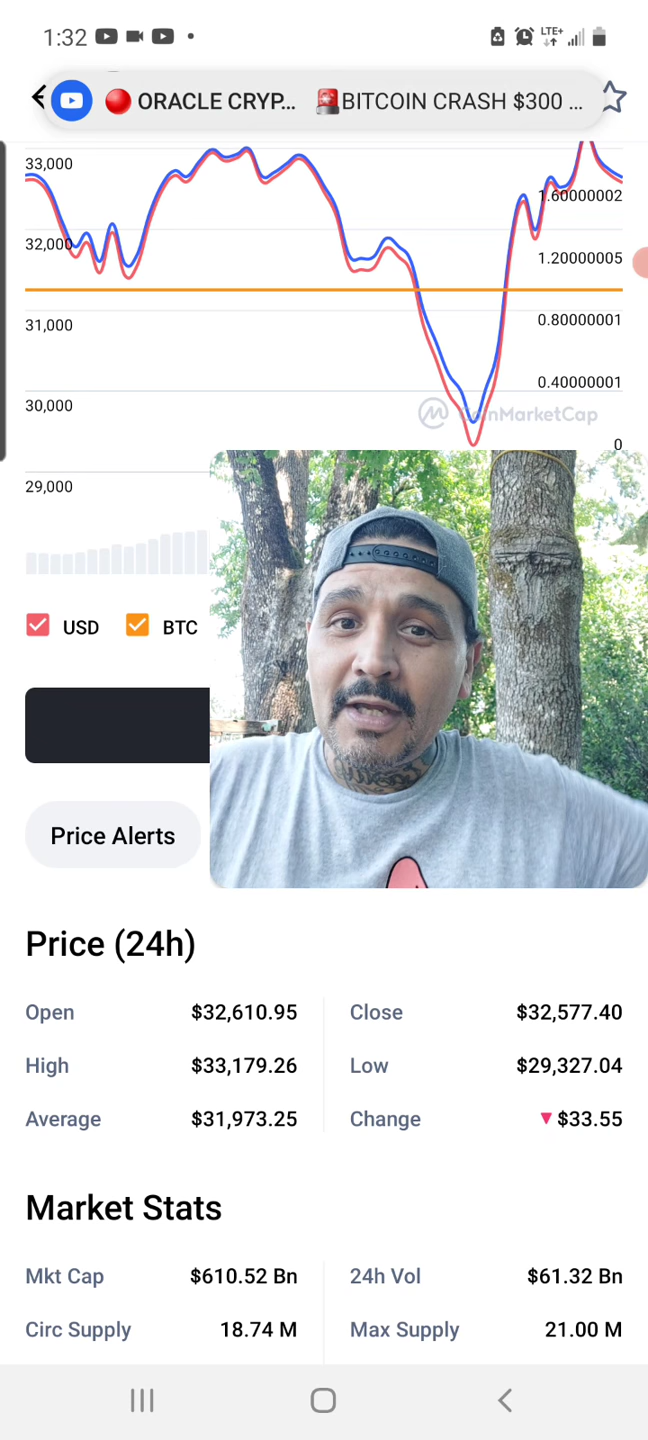 1:32
LTE+
ORACLE CRYP... BITCOIN CRASH $300 ...
33,000
1.60000002
32,000
1.20000005
31,000
0.80000001
0.40000001
30,000
CoinMarketCap
0
29,000
USD BTC
Price Alerts
Price (24h)
Open $32,610.95 Close $32,577.40
High $33,179.26 Low $29,327.04
Average $31,973.25 Change ▼$33.55
Market Stats
Mkt Cap $610.52 Bn 24h Vol $61.32 Bn
Circ Supply 18.74 M Max Supply 21.00 M